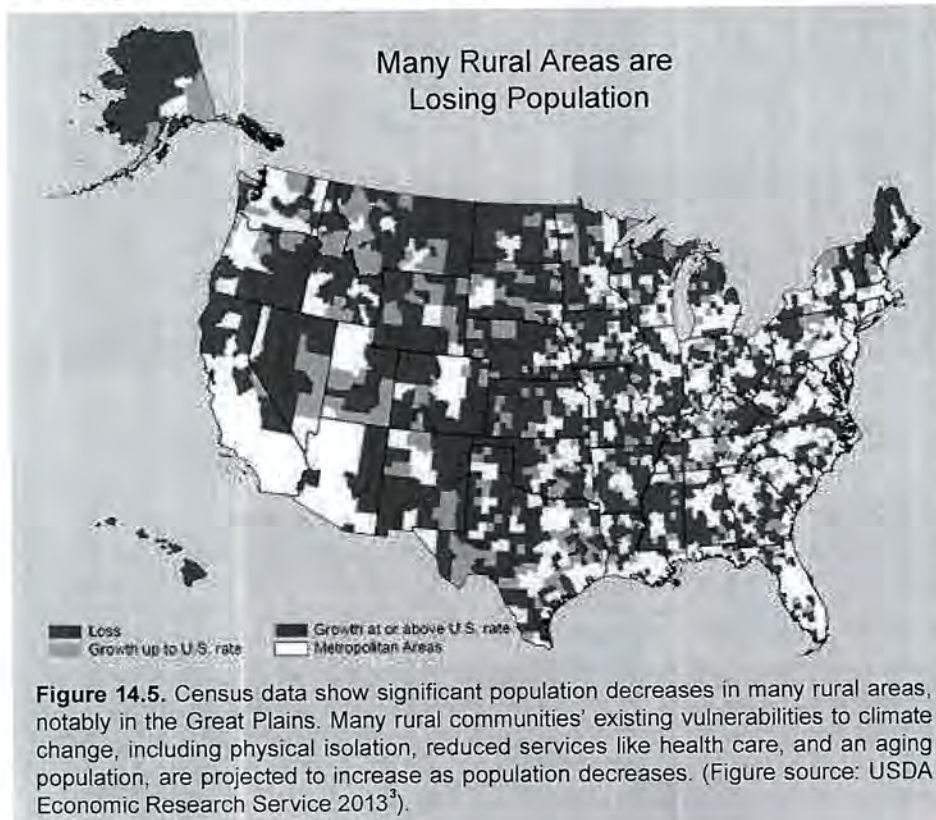 Many Rural Areas are
Losing Population
Loss
Growth up to U.S. rate
Growth at or above U.S. rate
Metropolitan Areas
Figure 14.5. Census data show significant population decreases in many rural areas,
notably in the Great Plains. Many rural communities' existing vulnerabilities to climate
change, including physical isolation, reduced services like health care, and an aging
population, are projected to increase as population decreases. (Figure source: USDA
Economic Research Service 2013³).